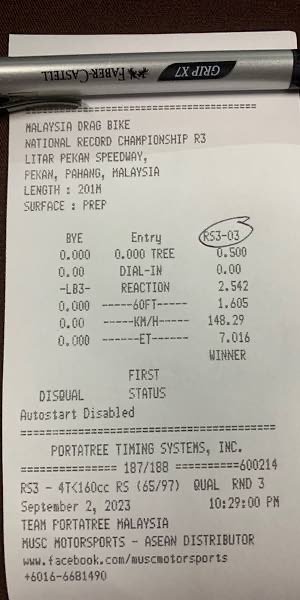 GRIP X7 FABER-CASTELL
==================================
MALAYSIA DRAG BIKE
NATIONAL RECORD CHAMPIONSHIP R3
LITAR PEKAN SPEEDWAY,
PEKAN, PAHANG, MALAYSIA
LENGTH : 201M
SURFACE : PREP
BYE Entry RS3-03
0.000 0.000 TREE 0.500
0.00 DIAL-IN 0.00
-LB3- REACTION 2.542
0.000 ------60FT------ 1.605
0.00 ------KM/H------ 148.29
0.000 -------ET------- 7.016
WINNER
FIRST
DISQUAL STATUS
Autostart Disabled
==================================
PORTATREE TIMING SYSTEMS, INC.
============== 187/188 ==========600214
RS3 - 4T<160cc RS (65/97) QUAL RND 3
September 2, 2023 10:29:00 PM
TEAM PORTATREE MALAYSIA
MUSC MOTORSPORTS - ASEAN DISTRIBUTOR
www.facebook.com/muscmotorsports
+6016-6681490